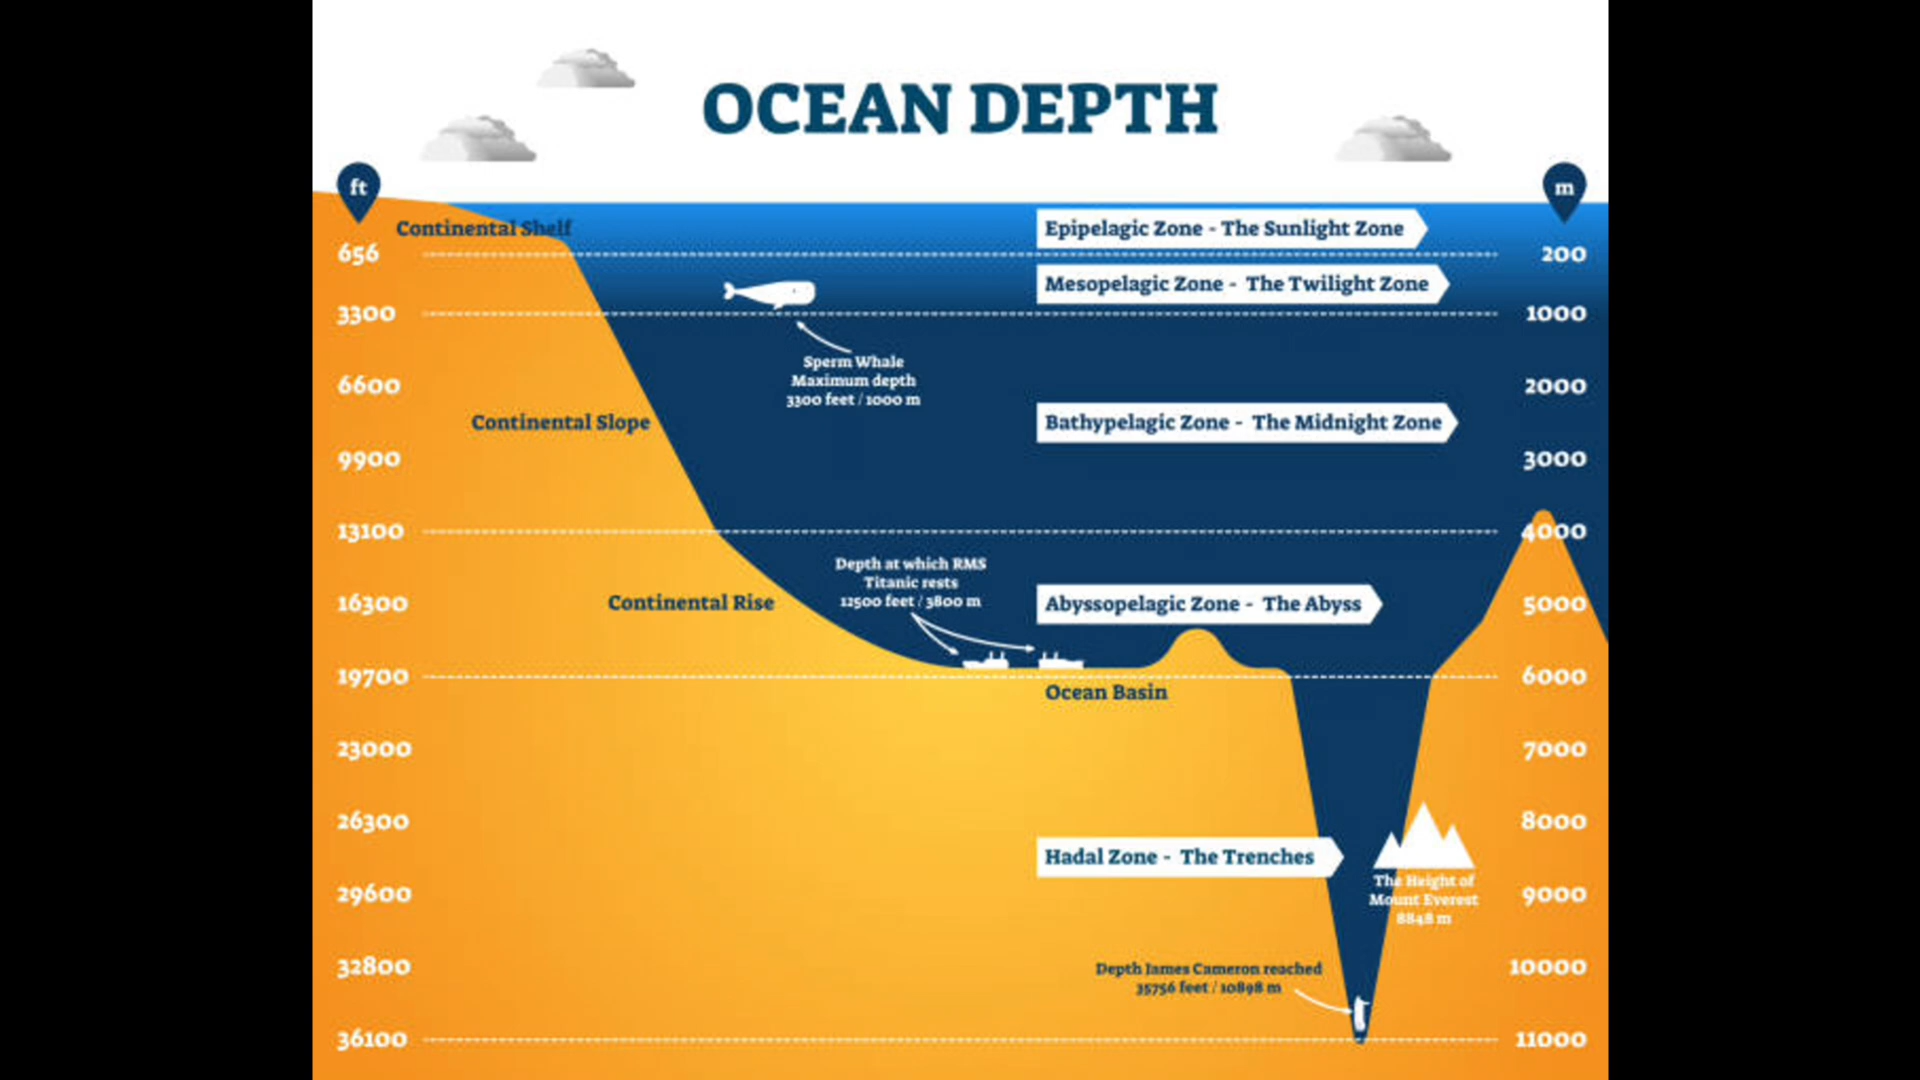 OCEAN DEPTH
ft
m
Continental Shelf
Epipelagic Zone - The Sunlight Zone
656
200
Mesopelagic Zone - The Twilight Zone
3300
1000
Sperm Whale
Maximum depth
3300 feet / 1000 m
6600
2000
Continental Slope
Bathypelagic Zone - The Midnight Zone
9900
3000
13100
4000
Depth at which RMS
Titanic rests
12500 feet / 3800 m
Continental Rise
Abyssopelagic Zone - The Abyss
16300
5000
19700
6000
Ocean Basin
23000
7000
26300
8000
Hadal Zone - The Trenches
The Height of
Mount Everest
8848 m
29600
9000
32800
10000
Depth James Cameron reached
35756 feet / 10898 m
36100
11000